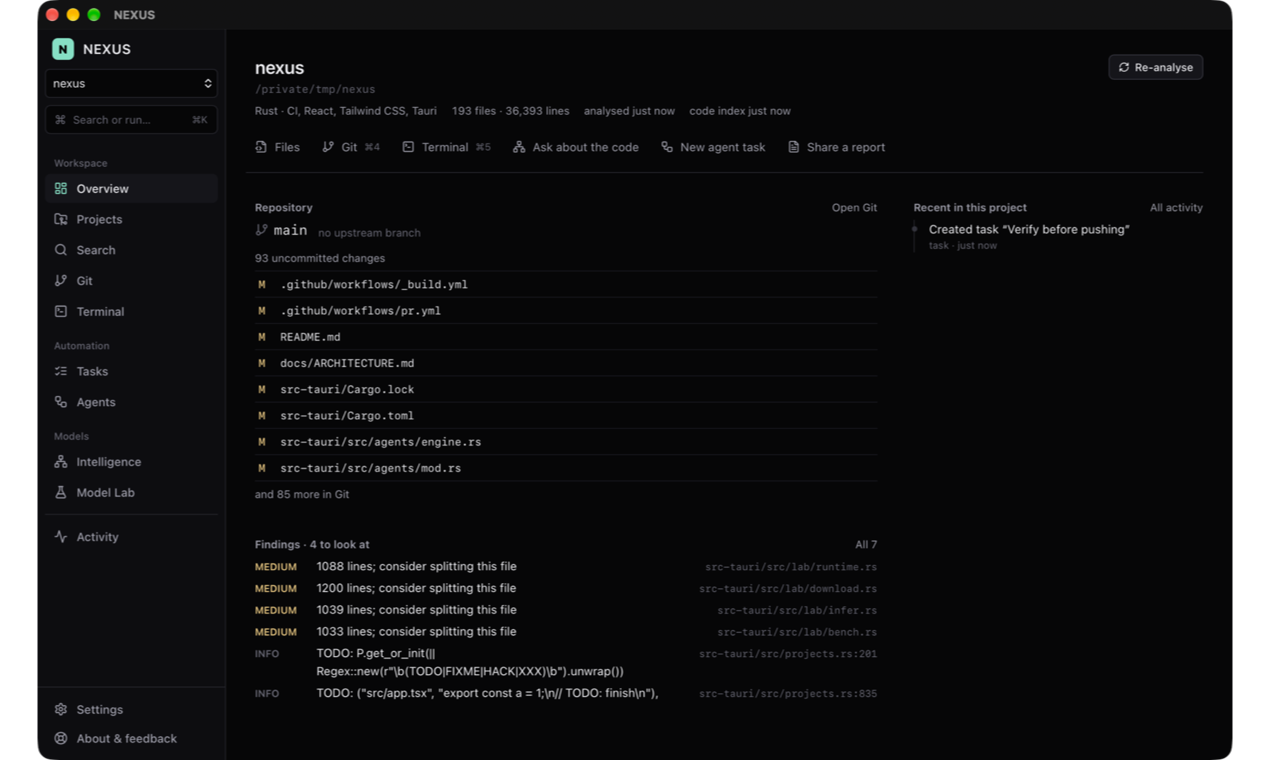 NEXUS
N NEXUS
nexus
⌘ Search or run... ⌘K
Workspace
Overview
Projects
Search
Git
Terminal
Automation
Tasks
Agents
Models
Intelligence
Model Lab
Activity
Settings
About & feedback
nexus
Re-analyse
/private/tmp/nexus
Rust · CI, React, Tailwind CSS, Tauri 193 files · 36,393 lines analysed just now code index just now
Files Git ⌘4 Terminal ⌘5 Ask about the code New agent task Share a report
Repository Open Git
main no upstream branch
93 uncommitted changes
M .github/workflows/_build.yml
M .github/workflows/pr.yml
M README.md
M docs/ARCHITECTURE.md
M src-tauri/Cargo.lock
M src-tauri/Cargo.toml
M src-tauri/src/agents/engine.rs
M src-tauri/src/agents/mod.rs
and 85 more in Git
Findings · 4 to look at All 7
MEDIUM 1088 lines; consider splitting this file src-tauri/src/lab/runtime.rs
MEDIUM 1200 lines; consider splitting this file src-tauri/src/lab/download.rs
MEDIUM 1039 lines; consider splitting this file src-tauri/src/lab/infer.rs
MEDIUM 1033 lines; consider splitting this file src-tauri/src/lab/bench.rs
INFO TODO: P.get_or_init(|| src-tauri/src/projects.rs:201
Regex::new(r"\b(TODO|FIXME|HACK|XXX)\b").unwrap())
INFO TODO: ("src/app.tsx", "export const a = 1;\n// TODO: finish\n"), src-tauri/src/projects.rs:835
Recent in this project All activity
Created task “Verify before pushing”
task · just now